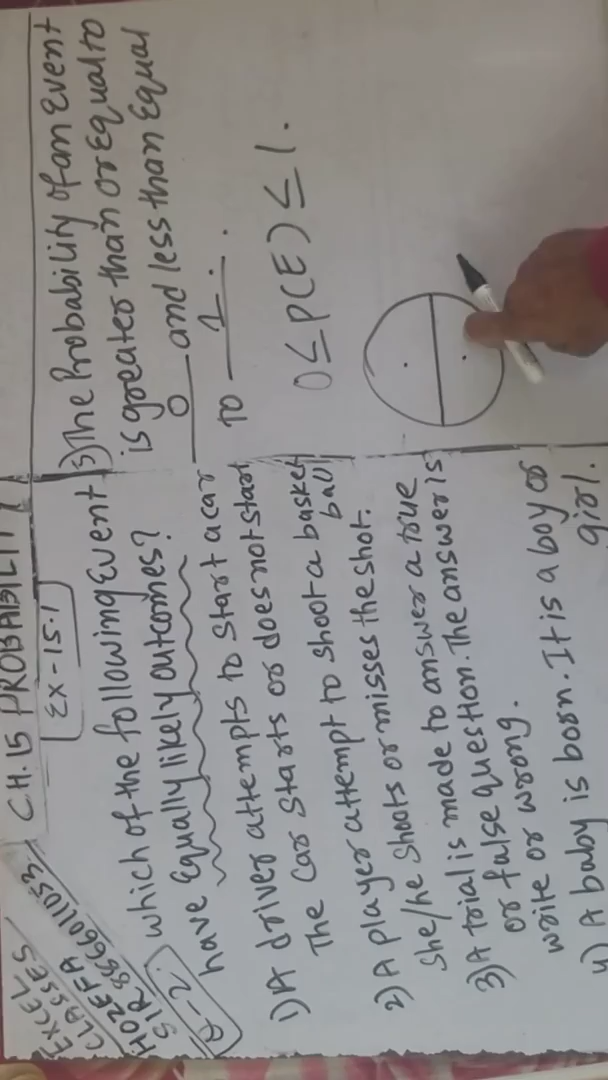 EXCEL
CLASSES
HOZEFA
SIR 8866011053.
CH.15 PROBABILITY
EX-15.1
Q-2. which of the following Event
have Equally likely outcomes?
1) A driver attempts to start a car
The car starts or does not start
2) A player attempt to shoot a basket
ball
She/he shoots or misses the shot.
3) A trial is made to answer a true
or false question. The answer is
write or wrong.
4) A baby is born. It is a boy or
girl.
5) The Probability of an Event
is greater than or equal to
0 and less than Equal
to 1.
0 ≤ P(E) ≤ 1.